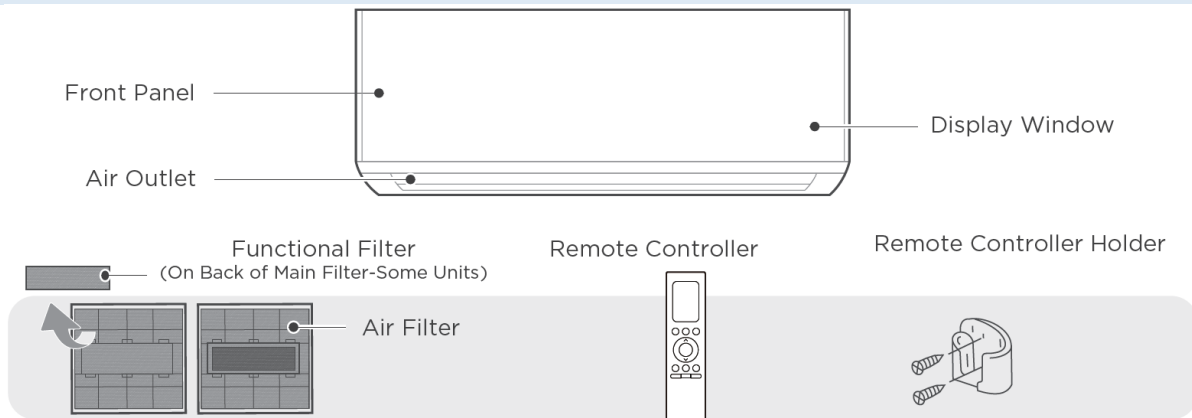 Front Panel
Display Window
Air Outlet
Functional Filter
(On Back of Main Filter-Some Units)
Remote Controller
Remote Controller Holder
Air Filter